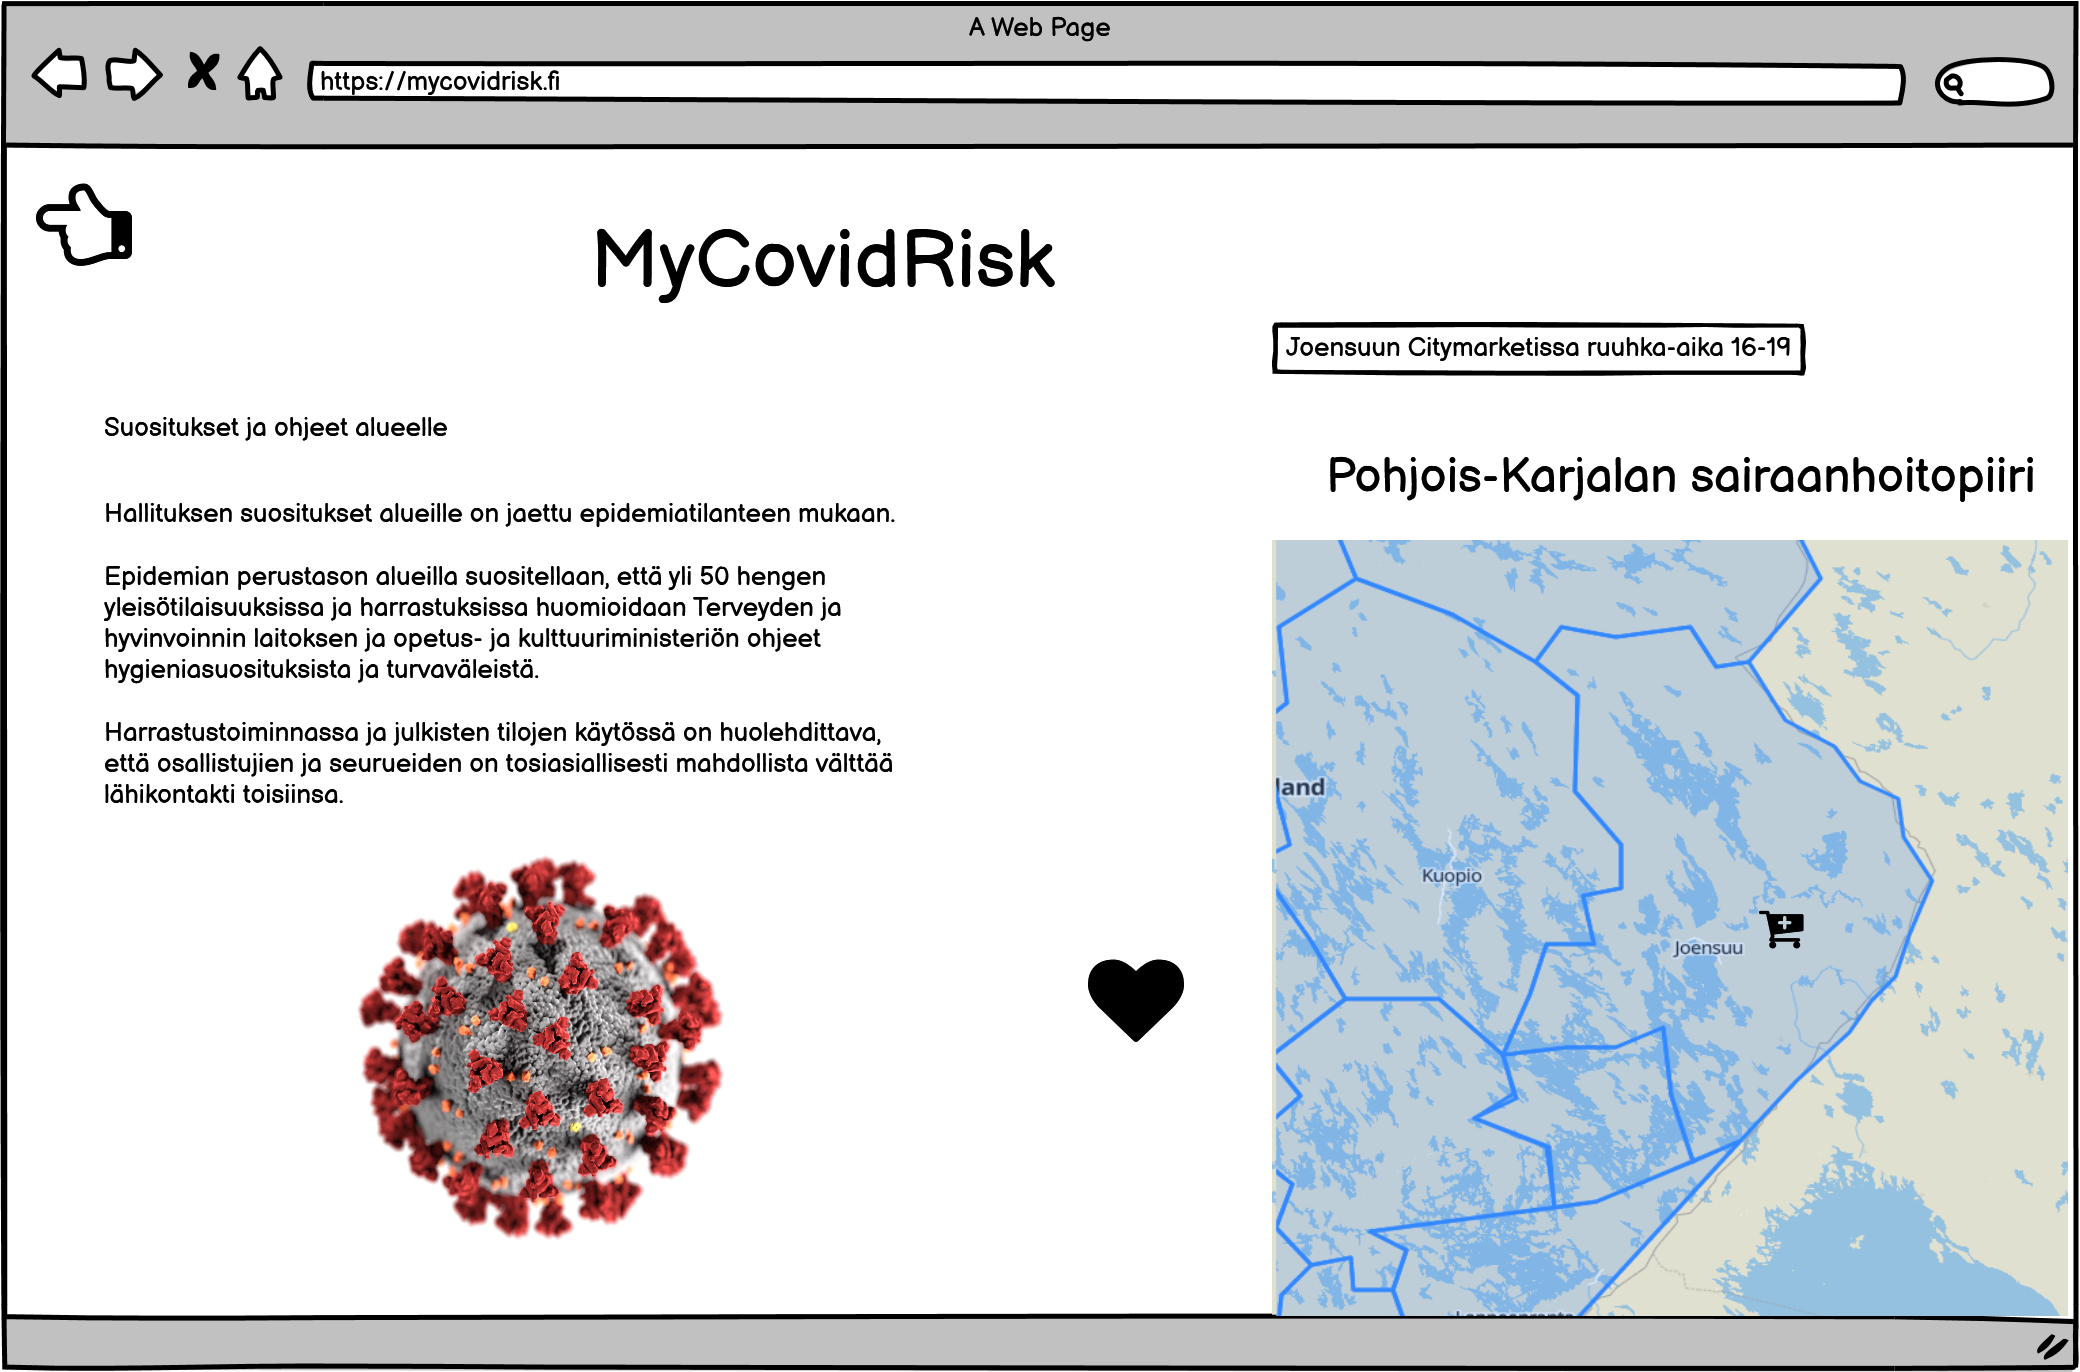 A Web Page
https://mycovidrisk.fi
MyCovidRisk
Joensuun Citymarketissa ruuhka-aika 16-19
Suositukset ja ohjeet alueelle
Pohjois-Karjalan sairaanhoitopiiri
Hallituksen suositukset alueille on jaettu epidemiatilanteen mukaan.
Epidemian perustason alueilla suositellaan, että yli 50 hengen
yleisötilaisuuksissa ja harrastuksissa huomioidaan Terveyden ja
hyvinvoinnin laitoksen ja opetus- ja kulttuuriministeriön ohjeet
hygieniasuosituksista ja turvaväleistä.
Harrastustoiminnassa ja julkisten tilojen käytössä on huolehdittava,
että osallistujien ja seurueiden on tosiasiallisesti mahdollista välttää
lähikontakti toisiinsa.
land
Kuopio
Joensuu